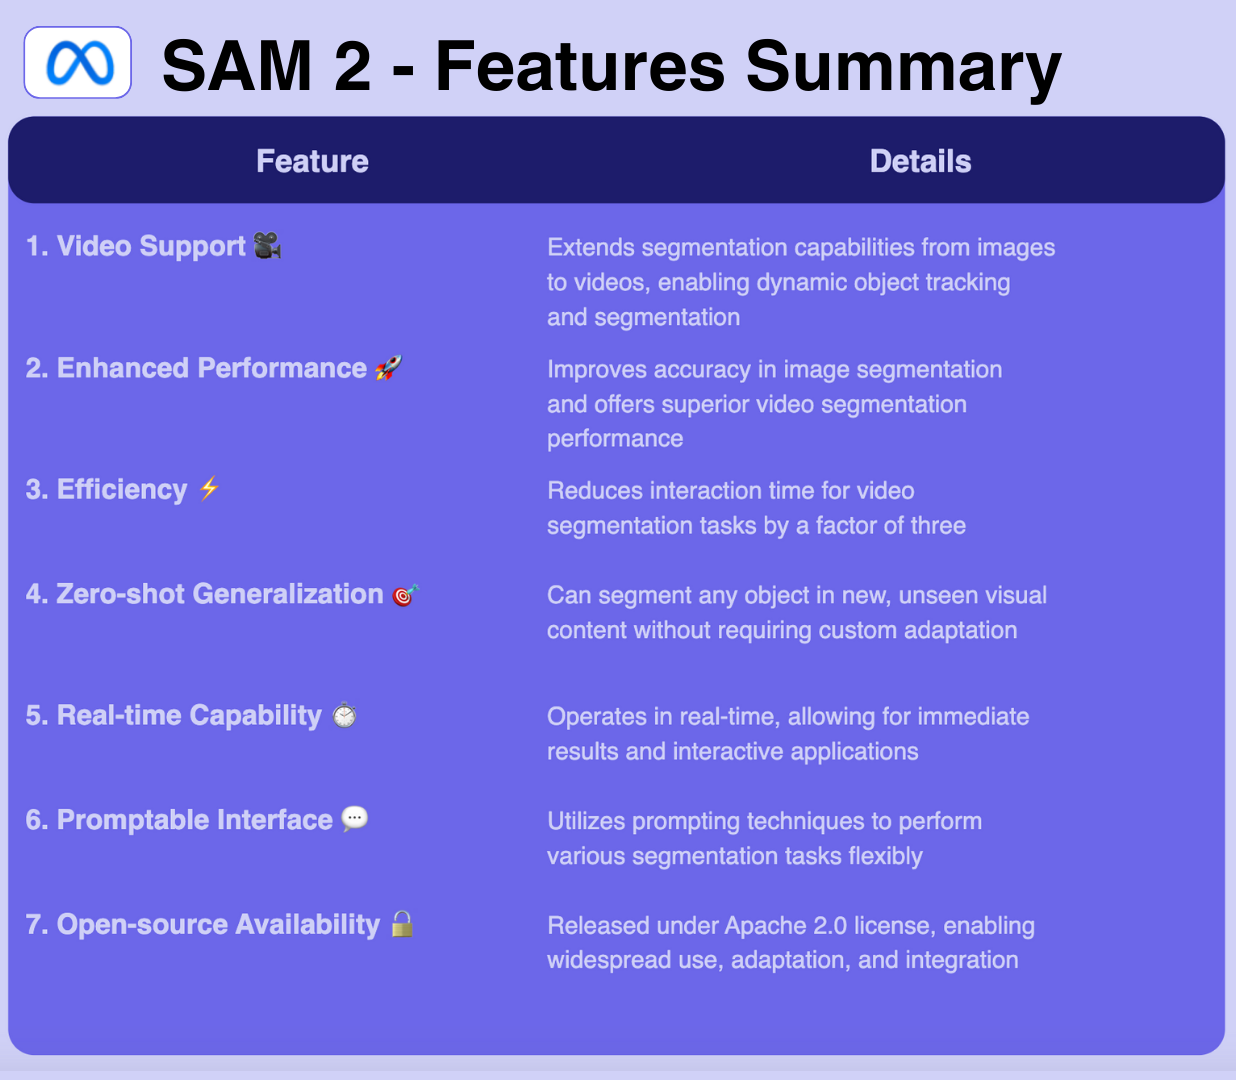 SAM 2 - Features Summary
Feature Details
1. Video Support 🎥 Extends segmentation capabilities from images
to videos, enabling dynamic object tracking
and segmentation
2. Enhanced Performance 🚀 Improves accuracy in image segmentation
and offers superior video segmentation
performance
3. Efficiency ⚡ Reduces interaction time for video
segmentation tasks by a factor of three
4. Zero-shot Generalization 🎯 Can segment any object in new, unseen visual
content without requiring custom adaptation
5. Real-time Capability ⏱️ Operates in real-time, allowing for immediate
results and interactive applications
6. Promptable Interface 💬 Utilizes prompting techniques to perform
various segmentation tasks flexibly
7. Open-source Availability 🔓 Released under Apache 2.0 license, enabling
widespread use, adaptation, and integration